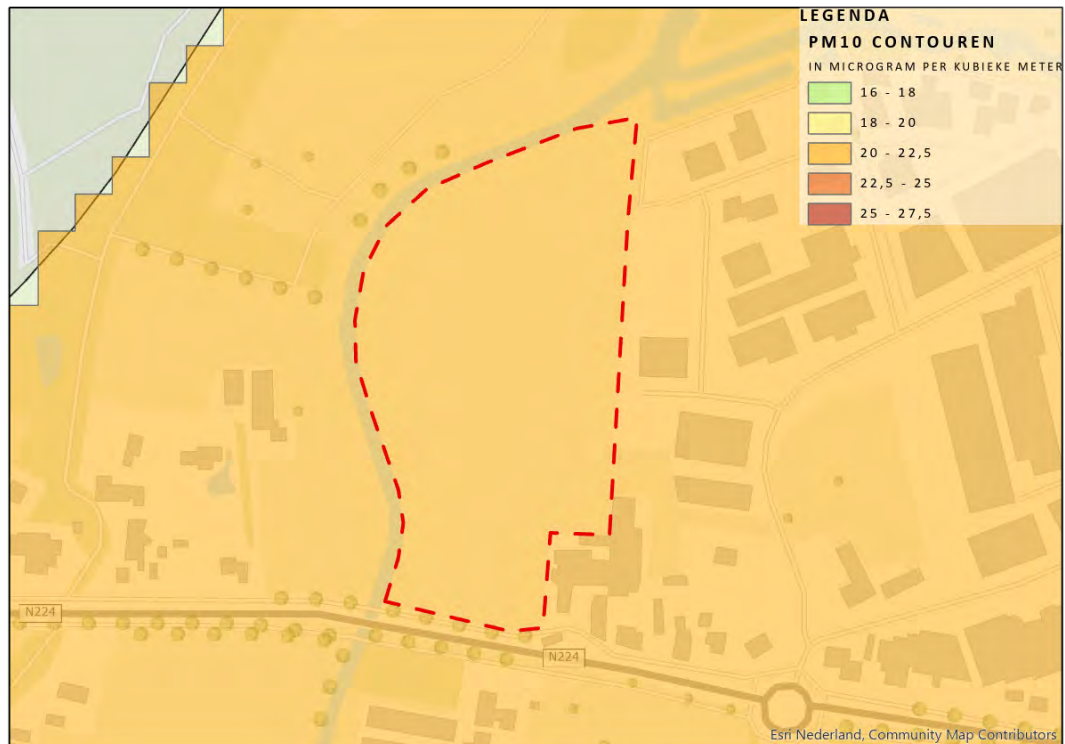 LEGENDA
PM10 CONTOUREN
IN MICROGRAM PER KUBIEKE METER
16 - 18
18 - 20
20 - 22,5
22,5 - 25
25 - 27,5
N224
N224
Esri Nederland, Community Map Contributors